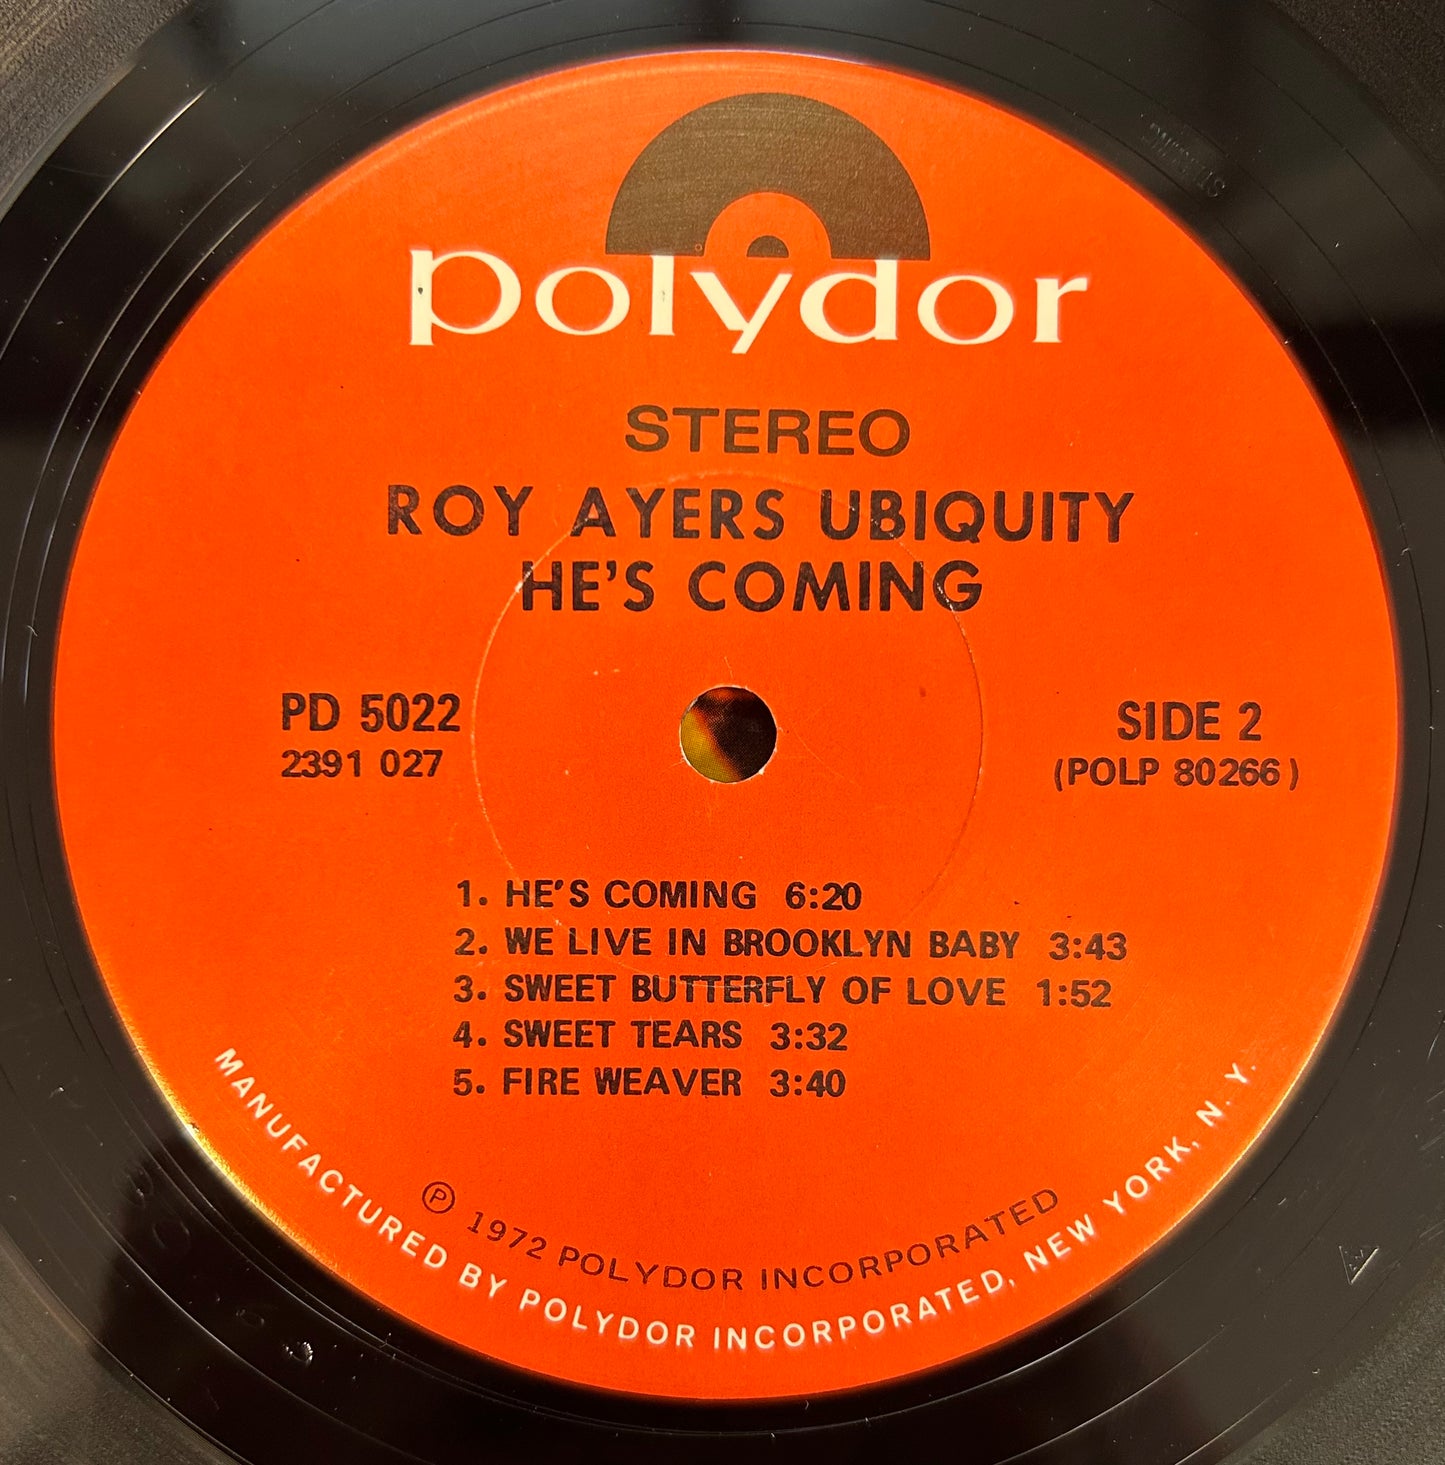 polydor
STEREO
ROY AYERS UBIQUITY
HE'S COMING
PD 5022
2391 027
SIDE 2
(POLP 80266)
1. HE'S COMING 6:20
2. WE LIVE IN BROOKLYN BABY 3:43
3. SWEET BUTTERFLY OF LOVE 1:52
4. SWEET TEARS 3:32
5. FIRE WEAVER 3:40
Ⓟ 1972 POLYDOR INCORPORATED
MANUFACTURED BY POLYDOR INCORPORATED, NEW YORK, N. Y.